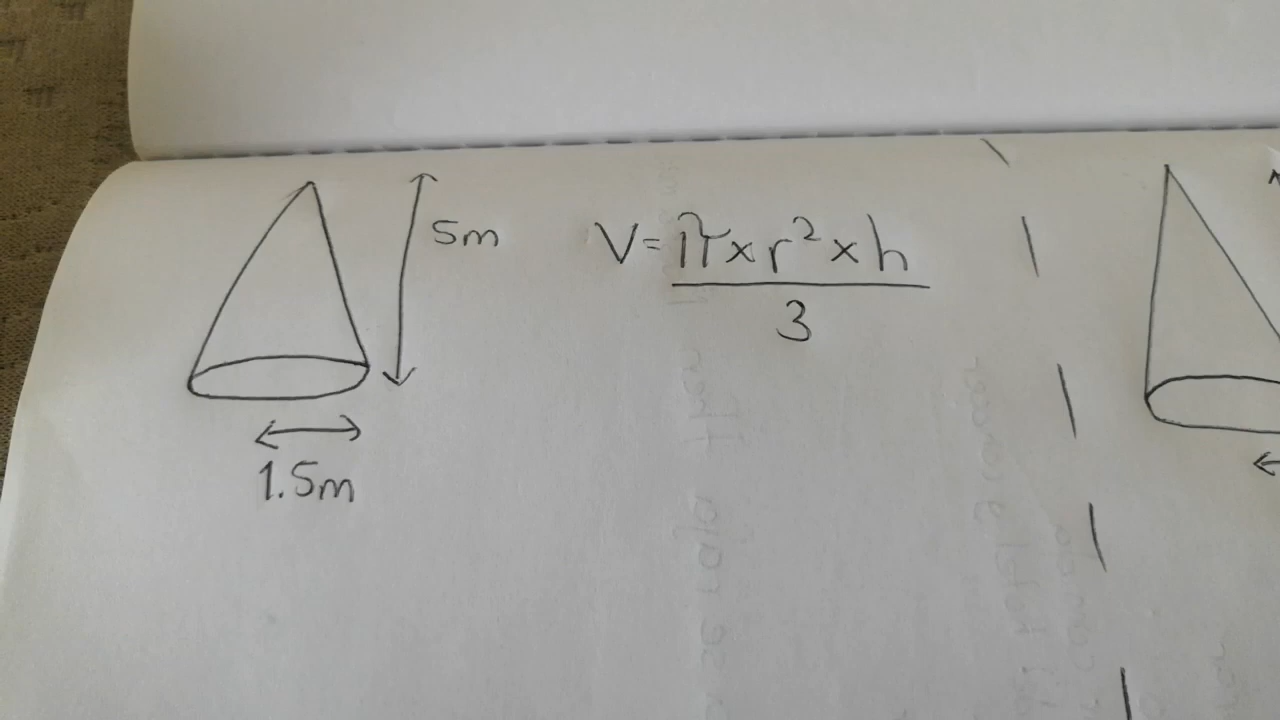 5m
V = π x r² x h
3
1.5m